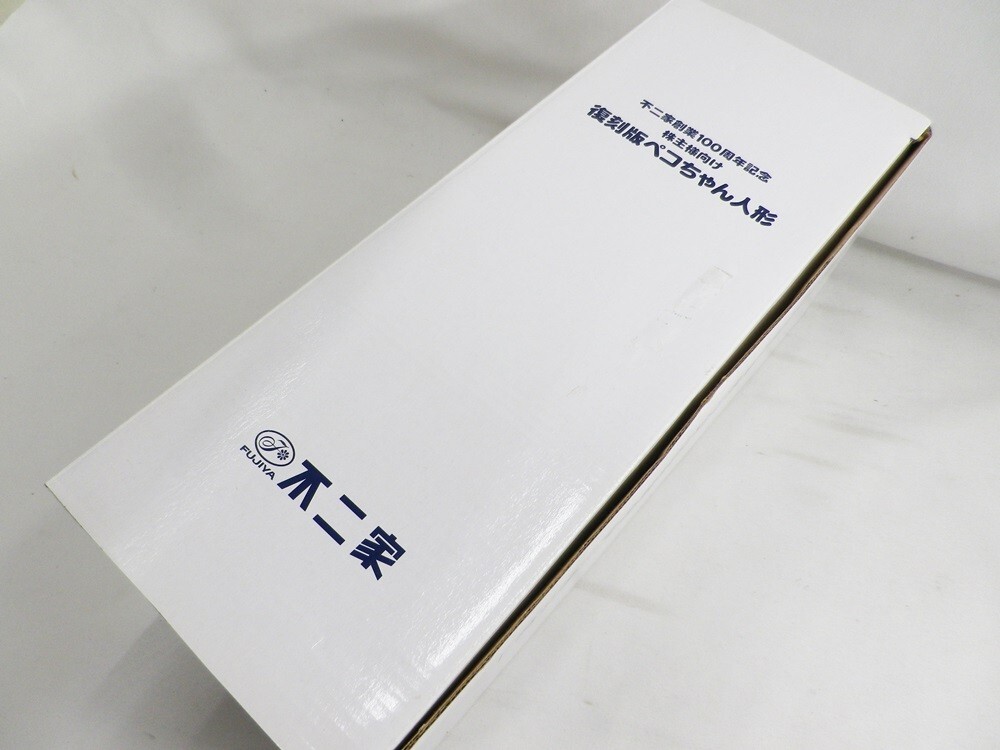 不二家創業100周年記念
株主様向け
復刻版ペコちゃん人形
FUJIYA
不二家